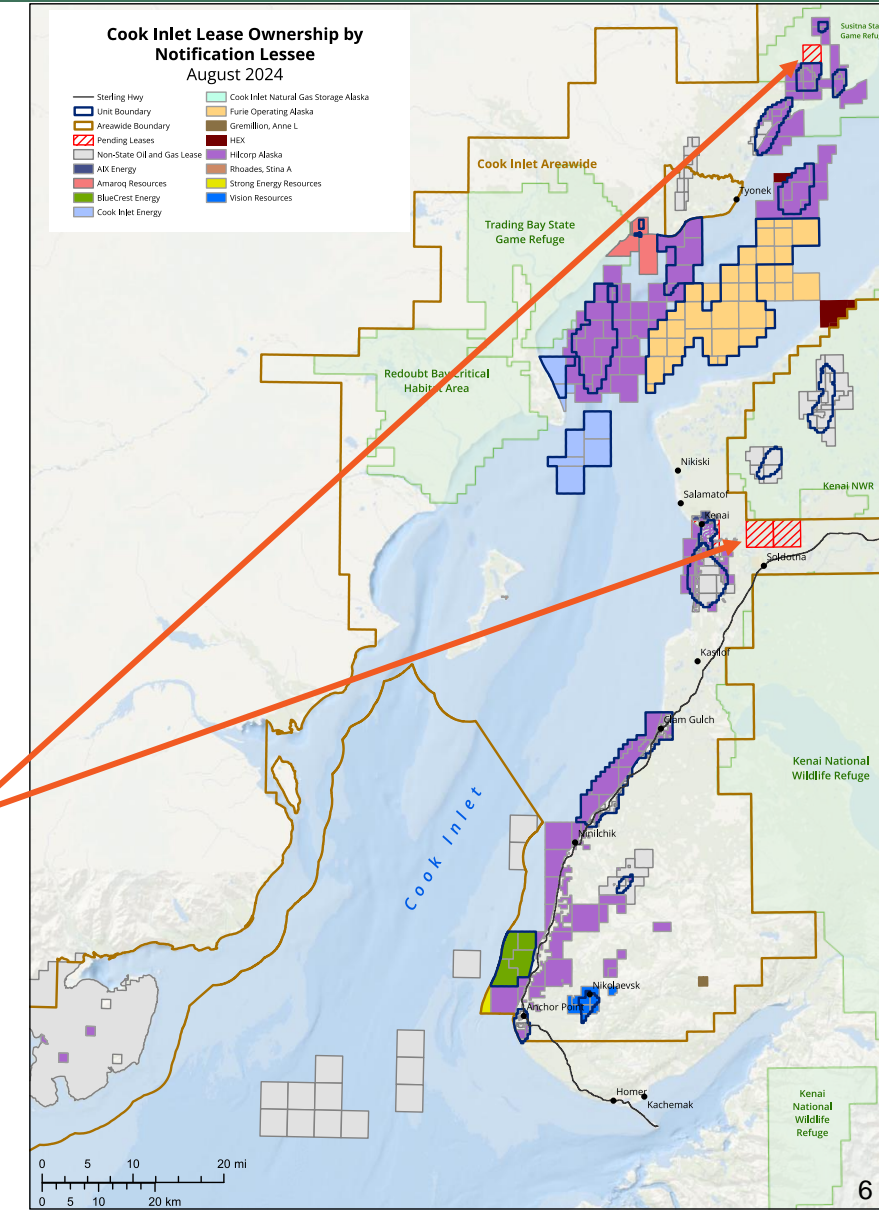 Cook Inlet Lease Ownership by
Notification Lessee
August 2024
Sterling Hwy
Unit Boundary
Areawide Boundary
Pending Leases
Non-State Oil and Gas Lease
AIX Energy
Amaroq Resources
BlueCrest Energy
Cook Inlet Energy
Cook Inlet Natural Gas Storage Alaska
Furie Operating Alaska
Gremillion, Anne L
HEX
Hilcorp Alaska
Rhoades, Stina A
Strong Energy Resources
Vision Resources
Susitna Sta
Game Refu
Cook Inlet Areawide
Tyonek
Trading Bay State
Game Refuge
Redoubt Bay Critical
Habitat Area
Nikiski
Salamatof
Kenai NWR
Kenai
Soldotna
Kasilof
Clam Gulch
Kenai National
Wildlife Refuge
Cook Inlet
Ninilchik
Nikolaevsk
Anchor Point
Homer
Kachemak
Kenai
National
Wildlife
Refuge
0 5 10 20 mi
0 5 10 20 km
6